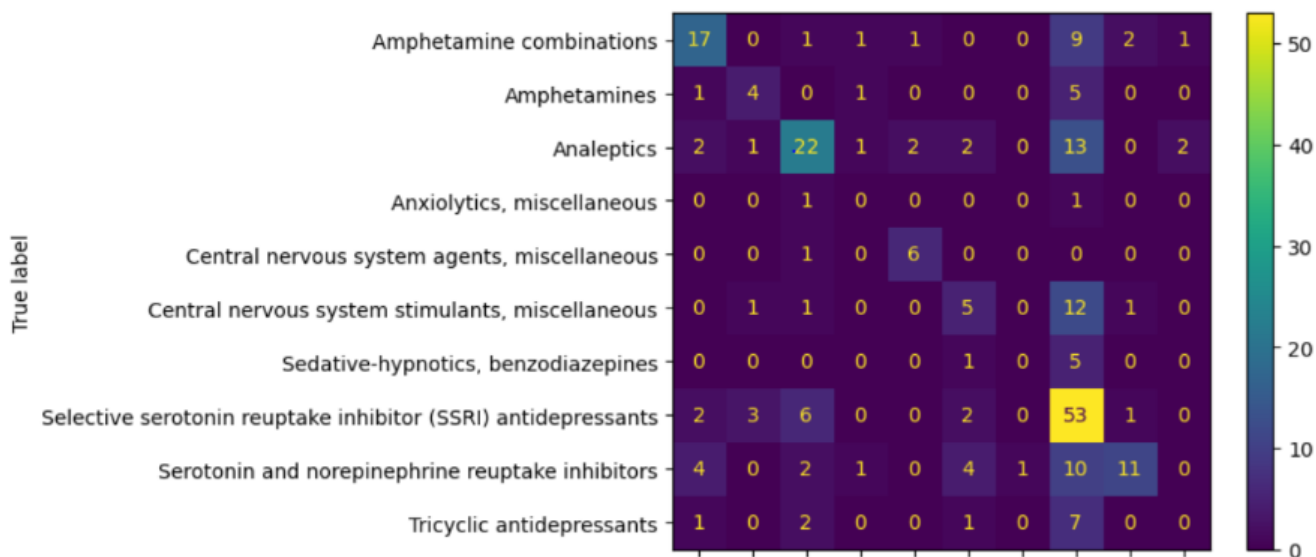 Amphetamine combinations 17 0 1 1 1 0 0 9 2 1
50
Amphetamines 1 4 0 1 0 0 0 5 0 0
Analeptics 2 1 22 1 2 2 0 13 0 2
40
Anxiolytics, miscellaneous 0 0 1 0 0 0 0 1 0 0
30
True label
Central nervous system agents, miscellaneous 0 0 1 0 6 0 0 0 0 0
Central nervous system stimulants, miscellaneous 0 1 1 0 0 5 0 12 1 0
20
Sedative-hypnotics, benzodiazepines 0 0 0 0 0 1 0 5 0 0
Selective serotonin reuptake inhibitor (SSRI) antidepressants 2 3 6 0 0 2 0 53 1 0
10
Serotonin and norepinephrine reuptake inhibitors 4 0 2 1 0 4 1 10 11 0
Tricyclic antidepressants 1 0 2 0 0 1 0 7 0 0
0